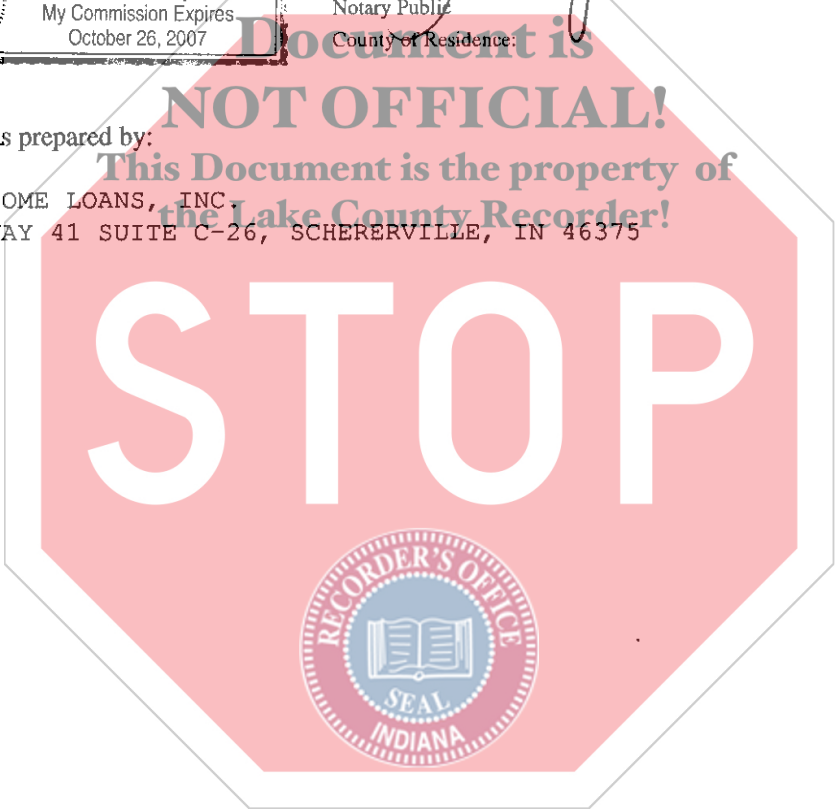 My Commission Expires
October 26, 2007
Notary Public
County of Residence:
Document is
NOT OFFICIAL!
s prepared by:
This Document is the property of
OME LOANS, INC.
the Lake County Recorder!
AY 41 SUITE C-26, SCHERERVILLE, IN 46375
STOP
RECORDER'S OFFICE
SEAL
INDIANA